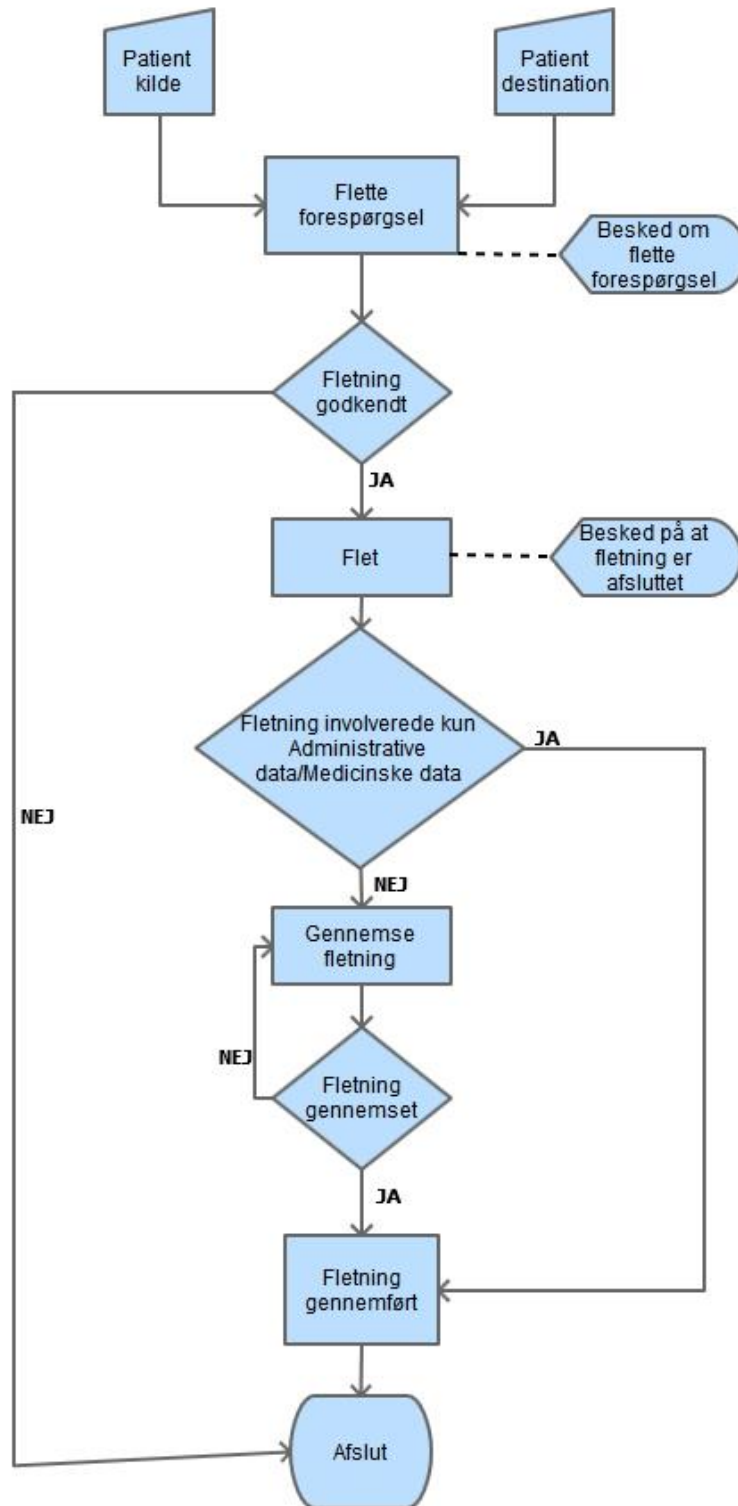 Patient
kilde
Patient
destination
Flette
forespørgsel
Besked om
flette
forespørgsel
Fletning
godkendt
JA
Flet
Besked på at
fletning er
afsluttet
Fletning involverede kun
Administrative
data/Medicinske data
JA
NEJ
NEJ
Gennemse
fletning
NEJ
Fletning
gennemset
JA
Fletning
gennemført
Afslut